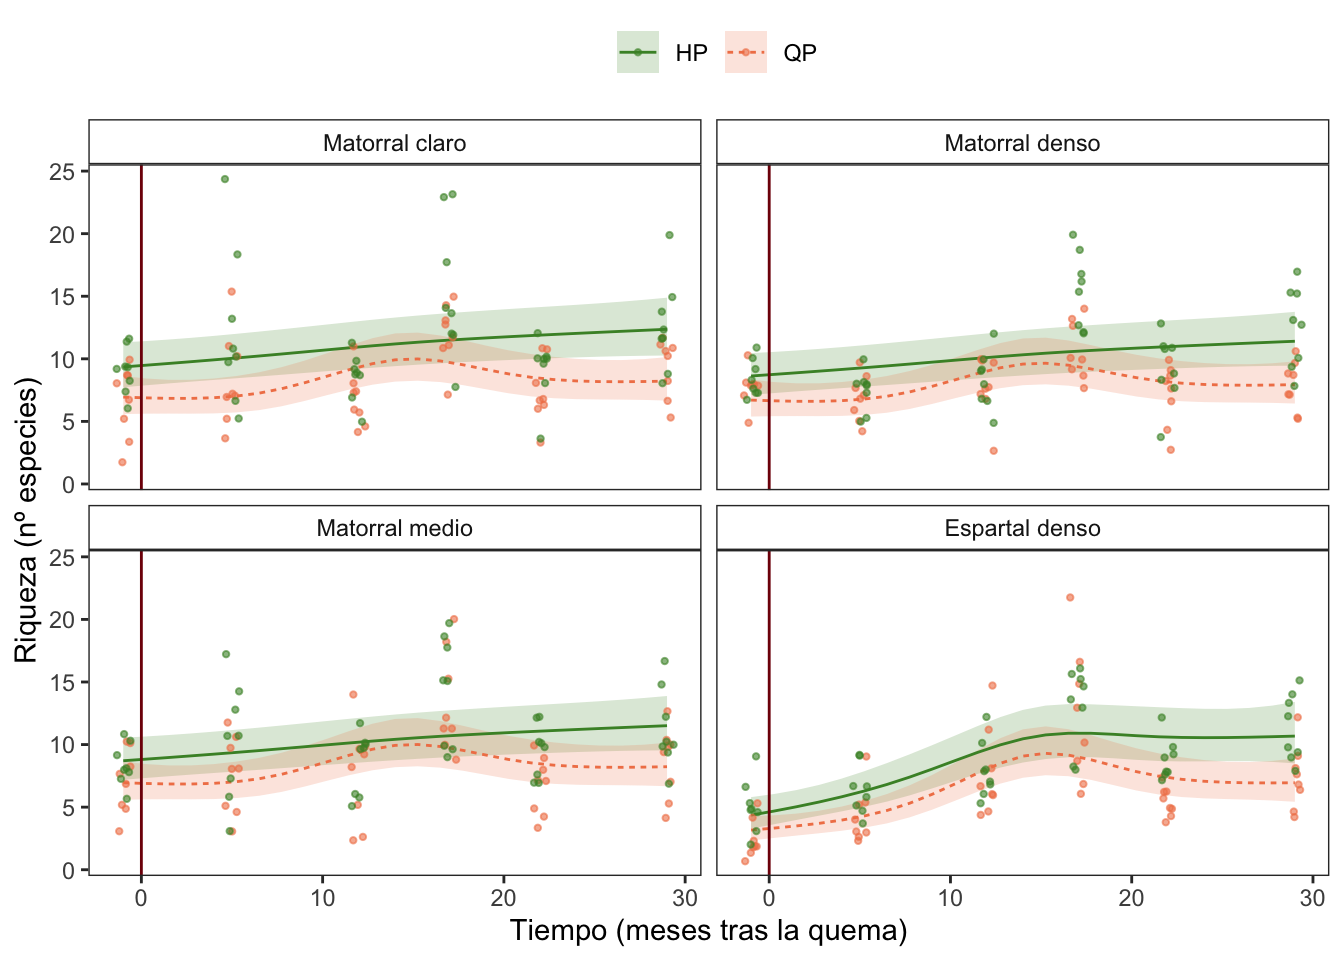 HP QP
Matorral claro Matorral denso
25
20
15
10
5
0
Matorral medio Espartal denso
25
20
15
10
5
0
0 10 20 30 0 10 20 30
Tiempo (meses tras la quema)
Riqueza (nº especies)